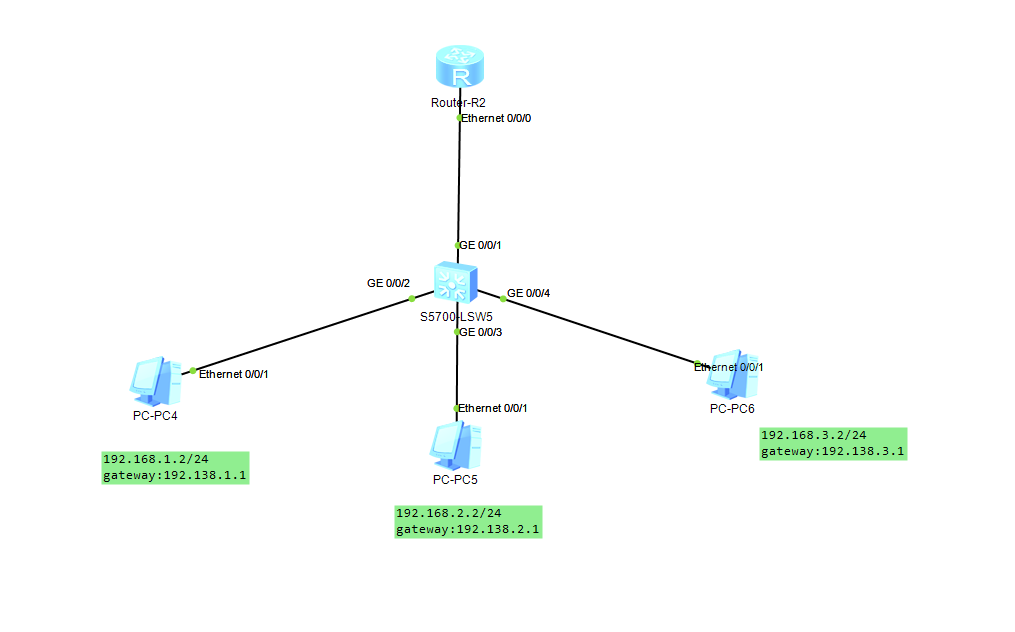 R
Router-R2
Ethernet 0/0/0
GE 0/0/1
GE 0/0/2
GE 0/0/4
S5700-LSW5
GE 0/0/3
Ethernet 0/0/1
Ethernet 0/0/1
PC-PC4
Ethernet 0/0/1
PC-PC6
192.168.3.2/24
gateway:192.138.3.1
192.168.1.2/24
gateway:192.138.1.1
PC-PC5
192.168.2.2/24
gateway:192.138.2.1